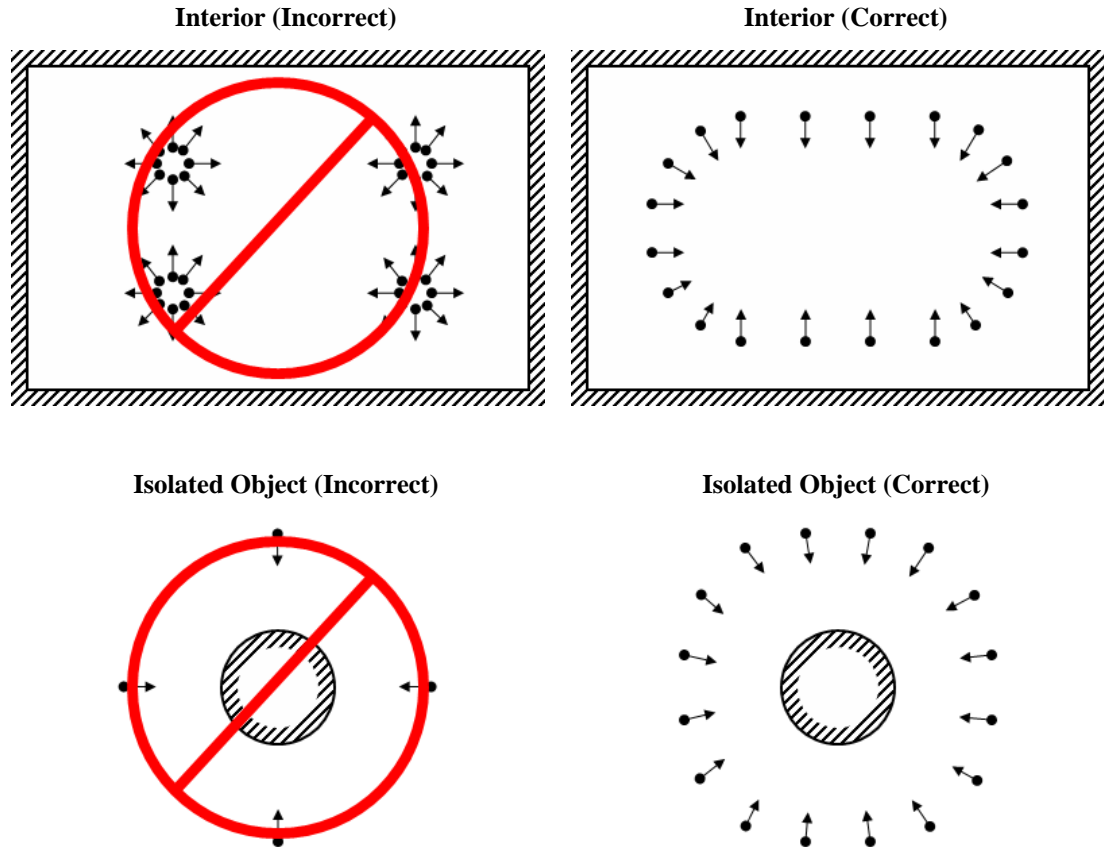 Interior (Incorrect)
Interior (Correct)
Isolated Object (Incorrect)
Isolated Object (Correct)